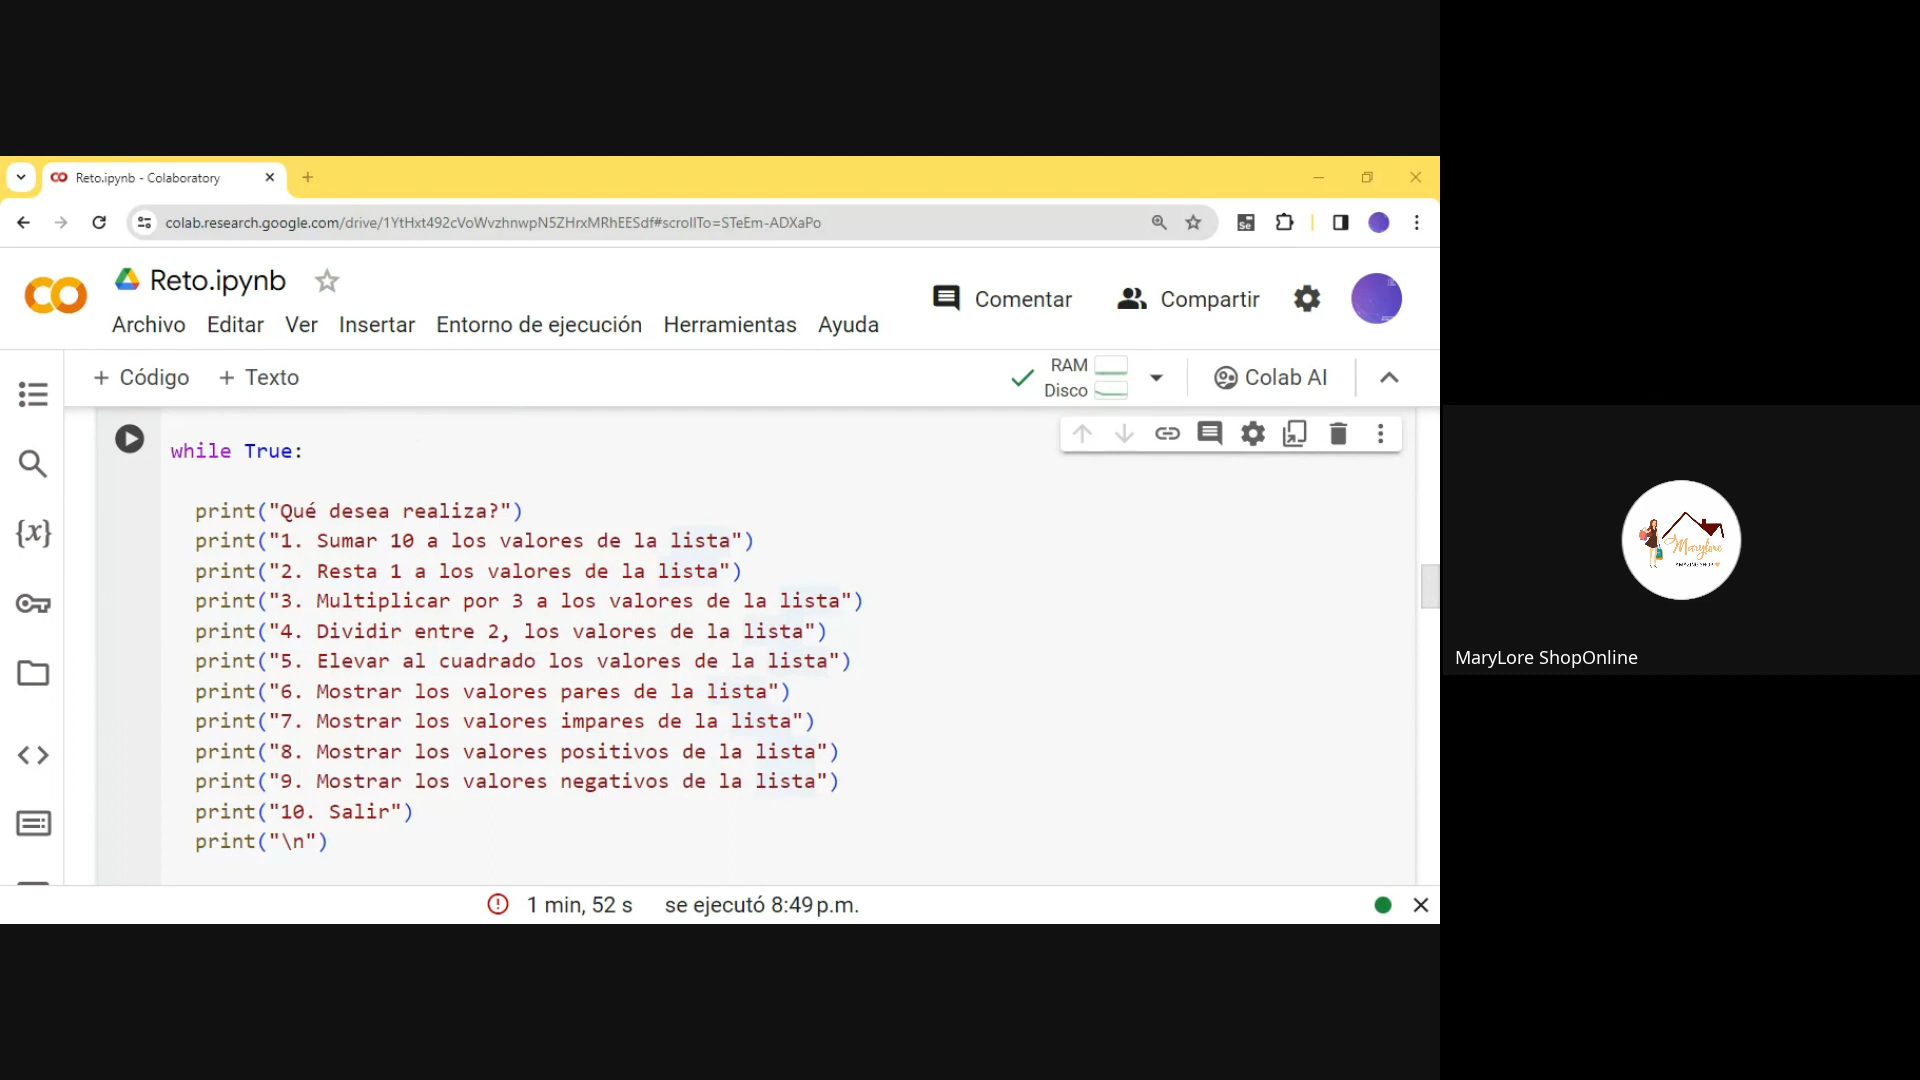 Reto.ipynb - Colaboratory
colab.research.google.com/drive/1YtHxt492cVoWvzhnwpN5ZHrxMRhEESdf#scrollTo=STeEm-ADXaPo
Se
Reto.ipynb
Comentar
Compartir
Archivo Editar Ver Insertar Entorno de ejecución Herramientas Ayuda
+ Código + Texto
RAM
Disco
Colab AI
while True:
print("Qué desea realiza?")
print("1. Sumar 10 a los valores de la lista")
print("2. Resta 1 a los valores de la lista")
print("3. Multiplicar por 3 a los valores de la lista")
print("4. Dividir entre 2, los valores de la lista")
print("5. Elevar al cuadrado los valores de la lista")
print("6. Mostrar los valores pares de la lista")
print("7. Mostrar los valores impares de la lista")
print("8. Mostrar los valores positivos de la lista")
print("9. Mostrar los valores negativos de la lista")
print("10. Salir")
print("\n")
{x}
1 min, 52 s se ejecutó 8:49 p.m.
Marylore
MaryLore ShopOnline